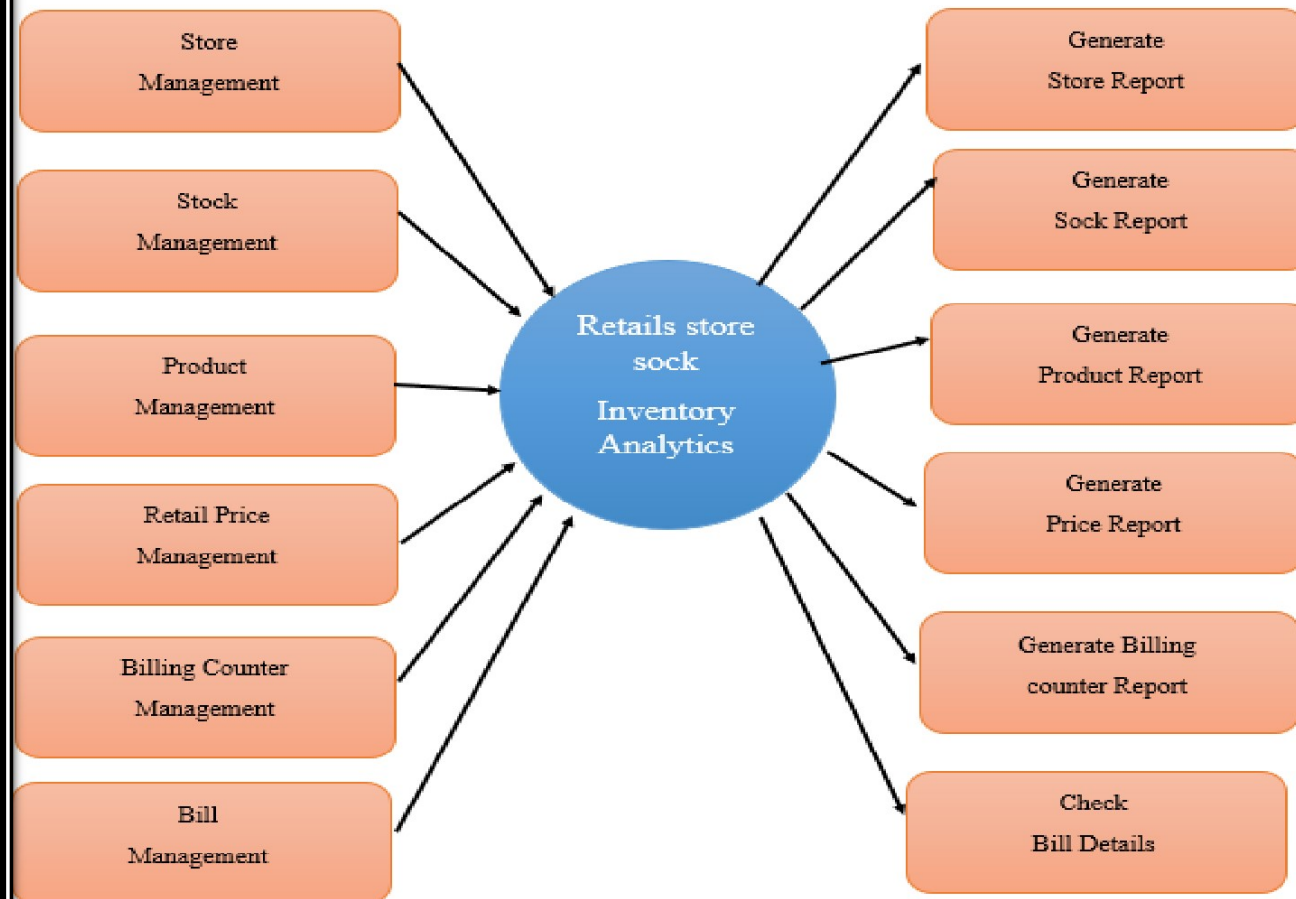 Store
Management
Stock
Management
Product
Management
Retail Price
Management
Billing Counter
Management
Bill
Management
Retails store
sock
Inventory
Analytics
Generate
Store Report
Generate
Sock Report
Generate
Product Report
Generate
Price Report
Generate Billing
counter Report
Check
Bill Details